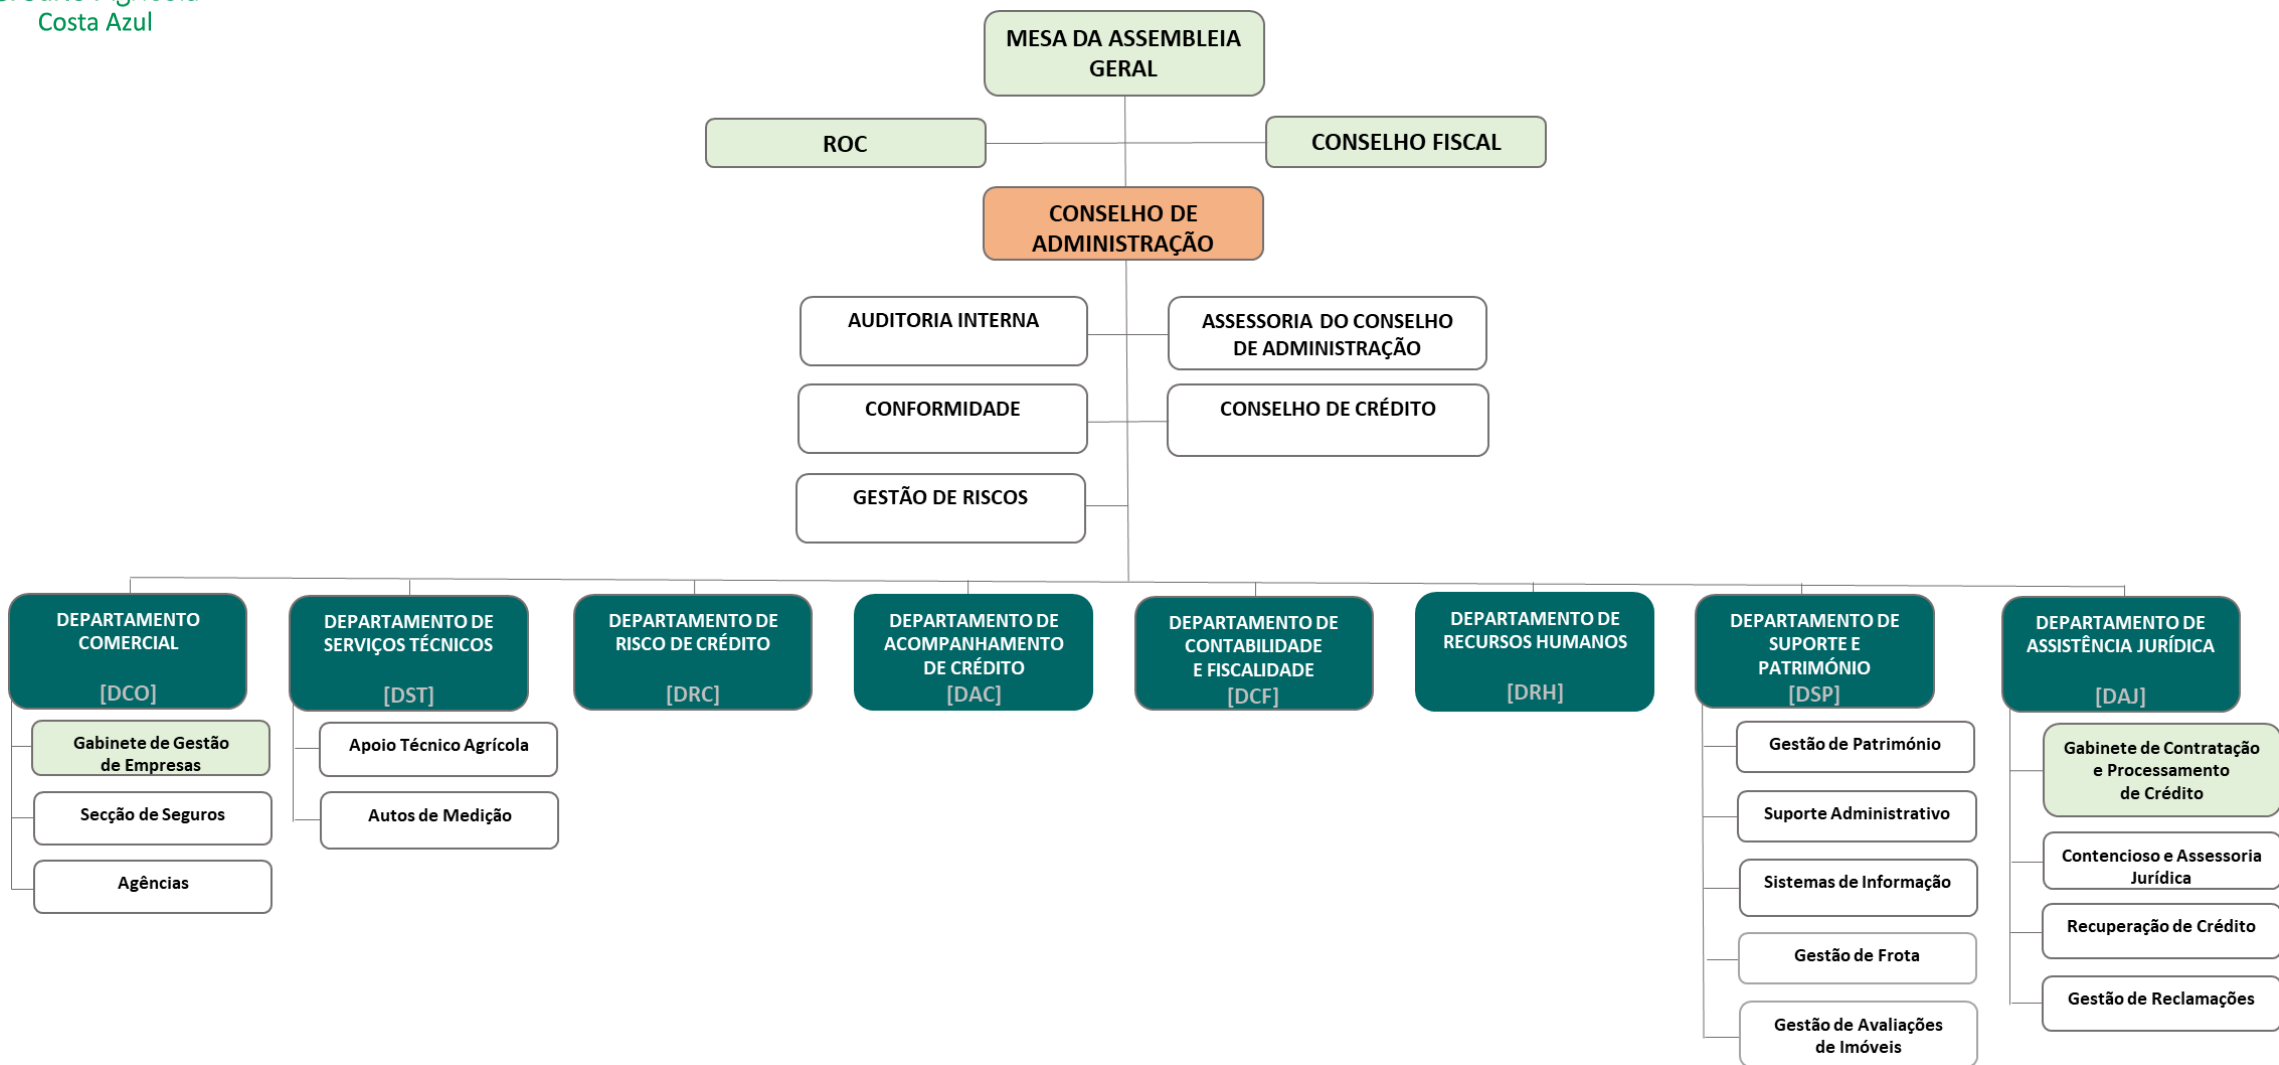 Costa Azul
MESA DA ASSEMBLEIA
GERAL
ROC
CONSELHO FISCAL
CONSELHO DE
ADMINISTRAÇÃO
AUDITORIA INTERNA
ASSESSORIA DO CONSELHO
DE ADMINISTRAÇÃO
CONFORMIDADE
CONSELHO DE CRÉDITO
GESTÃO DE RISCOS
DEPARTAMENTO
COMERCIAL
[DCO]
Gabinete de Gestão
de Empresas
Secção de Seguros
Agências
DEPARTAMENTO DE
SERVIÇOS TÉCNICOS
[DST]
Apoio Técnico Agrícola
Autos de Medição
DEPARTAMENTO DE
RISCO DE CRÉDITO
[DRC]
DEPARTAMENTO DE
ACOMPANHAMENTO
DE CRÉDITO
[DAC]
DEPARTAMENTO DE
CONTABILIDADE
E FISCALIDADE
[DCF]
DEPARTAMENTO DE
RECURSOS HUMANOS
[DRH]
DEPARTAMENTO DE
SUPORTE E
PATRIMÓNIO
[DSP]
Gestão de Património
Suporte Administrativo
Sistemas de Informação
Gestão de Frota
Gestão de Avaliações
de Imóveis
DEPARTAMENTO DE
ASSISTÊNCIA JURÍDICA
[DAJ]
Gabinete de Contratação
e Processamento
de Crédito
Contencioso e Assessoria
Jurídica
Recuperação de Crédito
Gestão de Reclamações